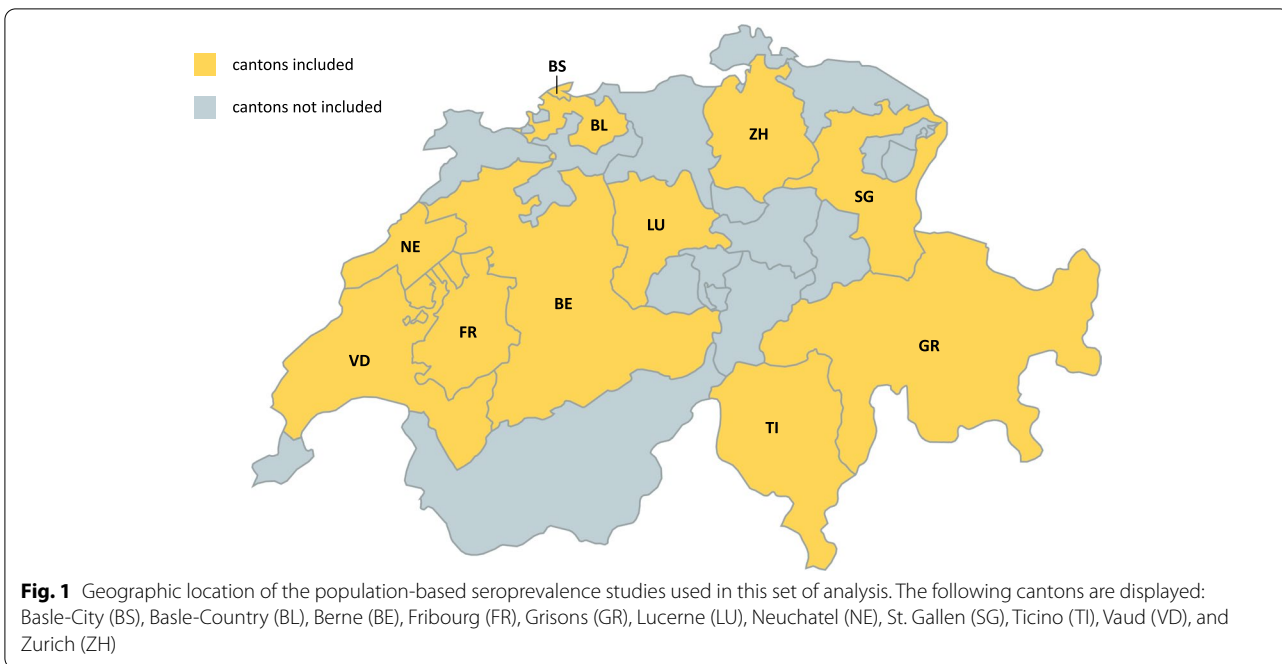 cantons included
cantons not included
BS
BL
ZH
SG
LU
NE
BE
FR
VD
GR
TI
Fig. 1 Geographic location of the population-based seroprevalence studies used in this set of analysis. The following cantons are displayed:
Basle-City (BS), Basle-Country (BL), Berne (BE), Fribourg (FR), Grisons (GR), Lucerne (LU), Neuchatel (NE), St. Gallen (SG), Ticino (TI), Vaud (VD), and
Zurich (ZH)